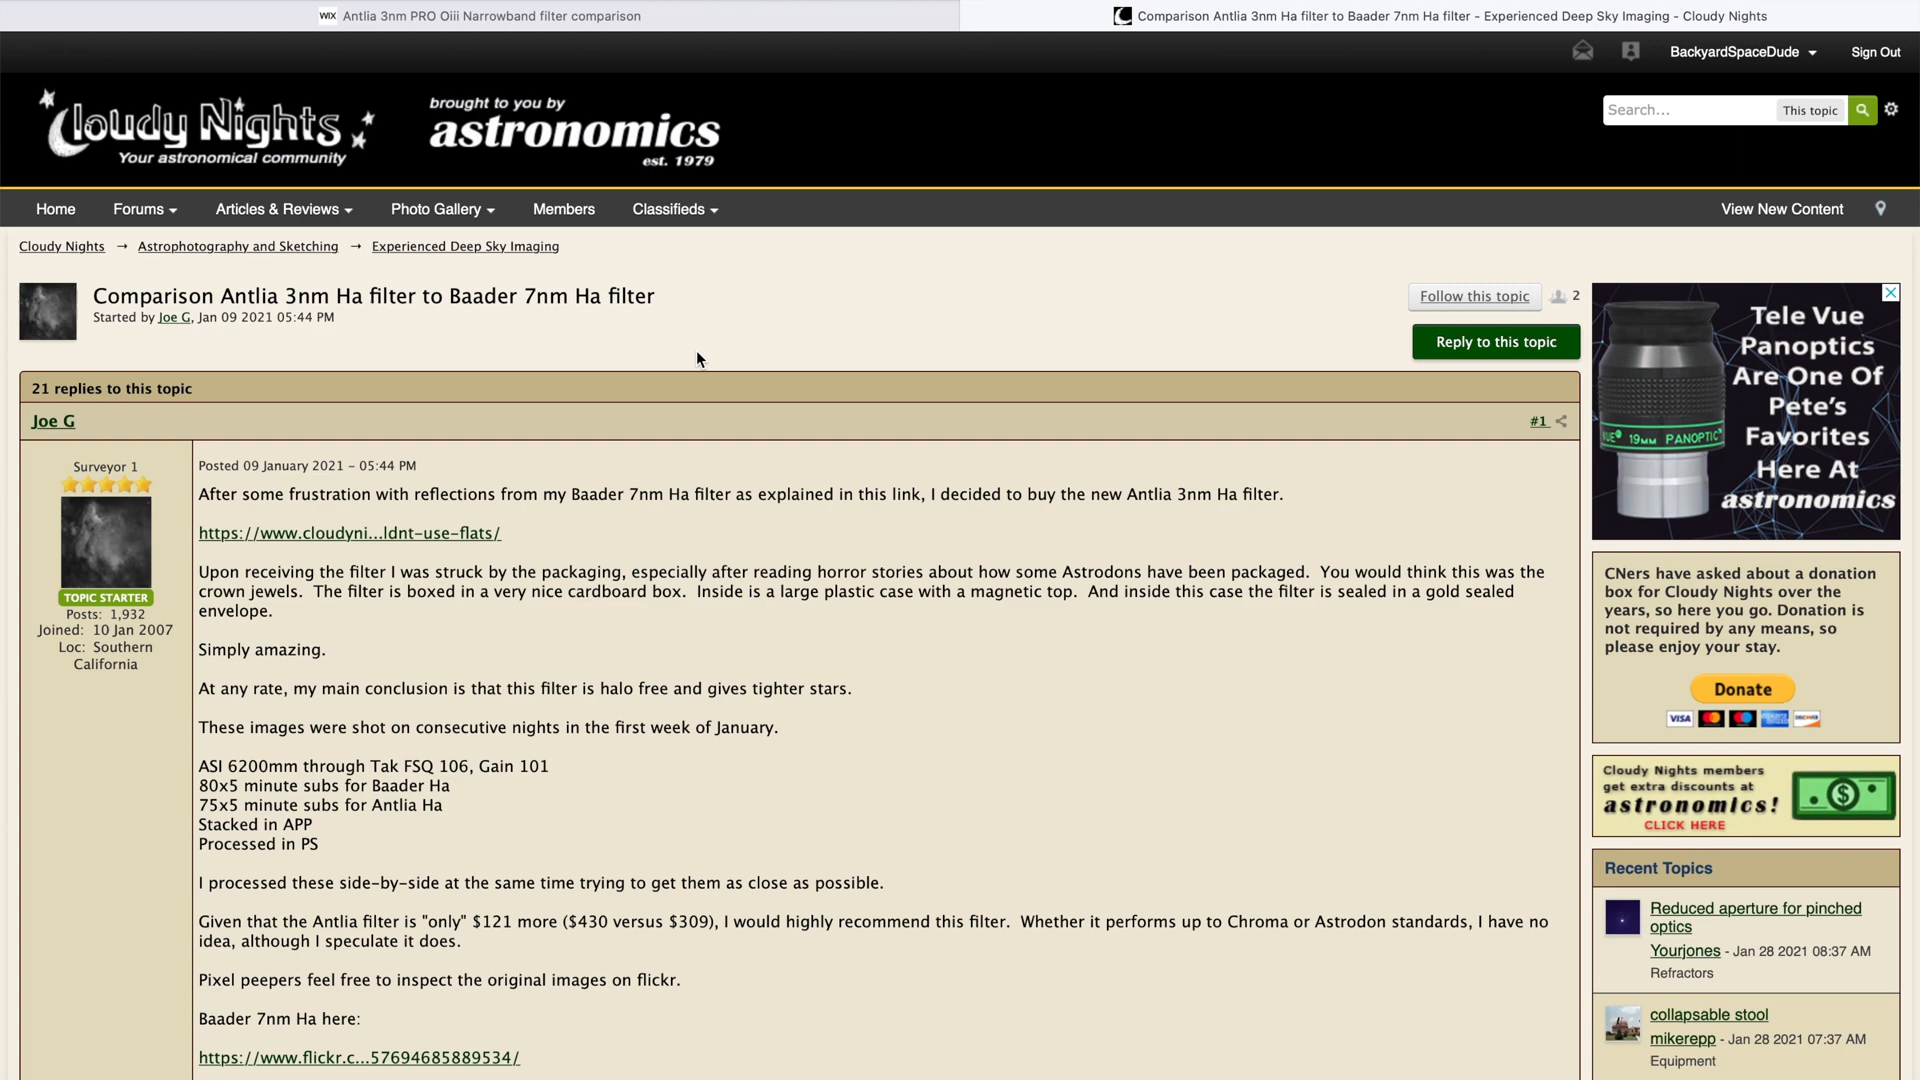 WIX Antlia 3nm PRO Oiii Narrowband filter comparison
Comparison Antlia 3nm Ha filter to Baader 7nm Ha filter - Experienced Deep Sky Imaging - Cloudy Nights
BackyardSpaceDude
Sign Out
Cloudy Nights
Your astronomical community
brought to you by
astronomics
est. 1979
Search...
This topic
Home
Forums
Articles & Reviews
Photo Gallery
Members
Classifieds
View New Content
Cloudy Nights → Astrophotography and Sketching → Experienced Deep Sky Imaging
Comparison Antlia 3nm Ha filter to Baader 7nm Ha filter
Started by Joe G, Jan 09 2021 05:44 PM
Follow this topic
2
Reply to this topic
21 replies to this topic
Joe G
#1
Surveyor 1
TOPIC STARTER
Posts: 1,932
Joined: 10 Jan 2007
Loc: Southern
California
Posted 09 January 2021 - 05:44 PM
After some frustration with reflections from my Baader 7nm Ha filter as explained in this link, I decided to buy the new Antlia 3nm Ha filter.
https://www.cloudyni...ldnt-use-flats/
Upon receiving the filter I was struck by the packaging, especially after reading horror stories about how some Astrodons have been packaged.  You would think this was the
crown jewels.  The filter is boxed in a very nice cardboard box.  Inside is a large plastic case with a magnetic top.  And inside this case the filter is sealed in a gold sealed
envelope.
Simply amazing.
At any rate, my main conclusion is that this filter is halo free and gives tighter stars.
These images were shot on consecutive nights in the first week of January.
ASI 6200mm through Tak FSQ 106, Gain 101
80x5 minute subs for Baader Ha
75x5 minute subs for Antlia Ha
Stacked in APP
Processed in PS
I processed these side-by-side at the same time trying to get them as close as possible.
Given that the Antlia filter is "only" $121 more ($430 versus $309), I would highly recommend this filter.  Whether it performs up to Chroma or Astrodon standards, I have no
idea, although I speculate it does.
Pixel peepers feel free to inspect the original images on flickr.
Baader 7nm Ha here:
https://www.flickr.c...57694685889534/
Tele Vue
Panoptics
Are One Of
Pete's
Favorites
Here At
astronomics
VUE® 19MM PANOPTIC
CNers have asked about a donation
box for Cloudy Nights over the
years, so here you go. Donation is
not required by any means, so
please enjoy your stay.
Donate
VISA
DISCOVER
Cloudy Nights members
get extra discounts at
astronomics!
CLICK HERE
Recent Topics
Reduced aperture for pinched
optics
Yourjones - Jan 28 2021 08:37 AM
Refractors
collapsable stool
mikerepp - Jan 28 2021 07:37 AM
Equipment